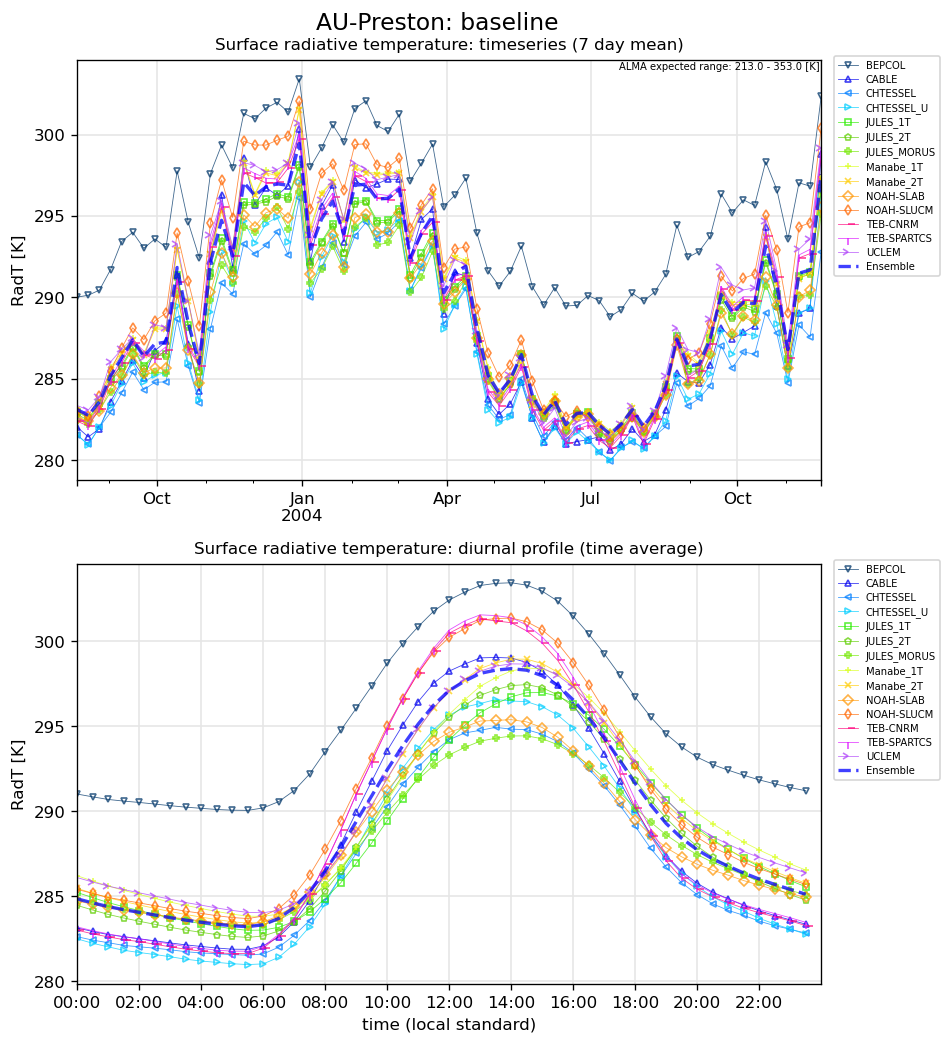 AU-Preston: baseline
Surface radiative temperature: timeseries (7 day mean)
ALMA expected range: 213.0 - 353.0 [K]
RadT [K]
300
295
290
285
280
Oct
Jan
2004
Apr
Jul
Oct
BEPCOL
CABLE
CHTESSEL
CHTESSEL_U
JULES_1T
JULES_2T
JULES_MORUS
Manabe_1T
Manabe_2T
NOAH-SLAB
NOAH-SLUCM
TEB-CNRM
TEB-SPARTCS
UCLEM
Ensemble
Surface radiative temperature: diurnal profile (time average)
RadT [K]
300
295
290
285
280
00:00
02:00
04:00
06:00
08:00
10:00
12:00
14:00
16:00
18:00
20:00
22:00
time (local standard)
BEPCOL
CABLE
CHTESSEL
CHTESSEL_U
JULES_1T
JULES_2T
JULES_MORUS
Manabe_1T
Manabe_2T
NOAH-SLAB
NOAH-SLUCM
TEB-CNRM
TEB-SPARTCS
UCLEM
Ensemble